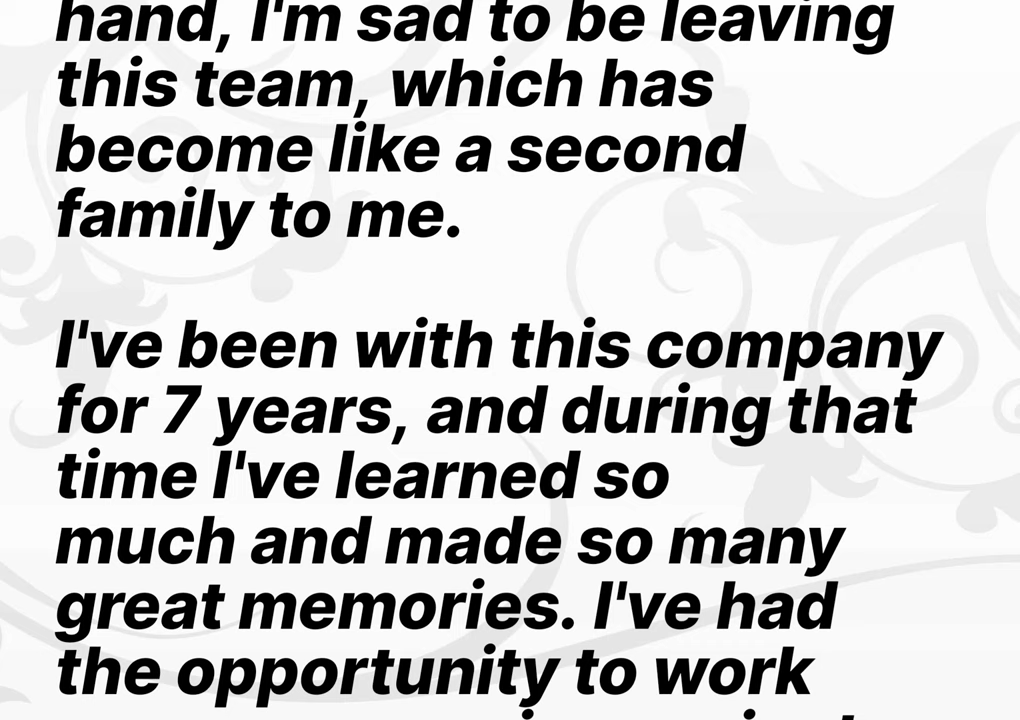 hand, I'm sad to be leaving
this team, which has
become like a second
family to me.
I've been with this company
for 7 years, and during that
time I've learned so
much and made so many
great memories. I've had
the opportunity to work